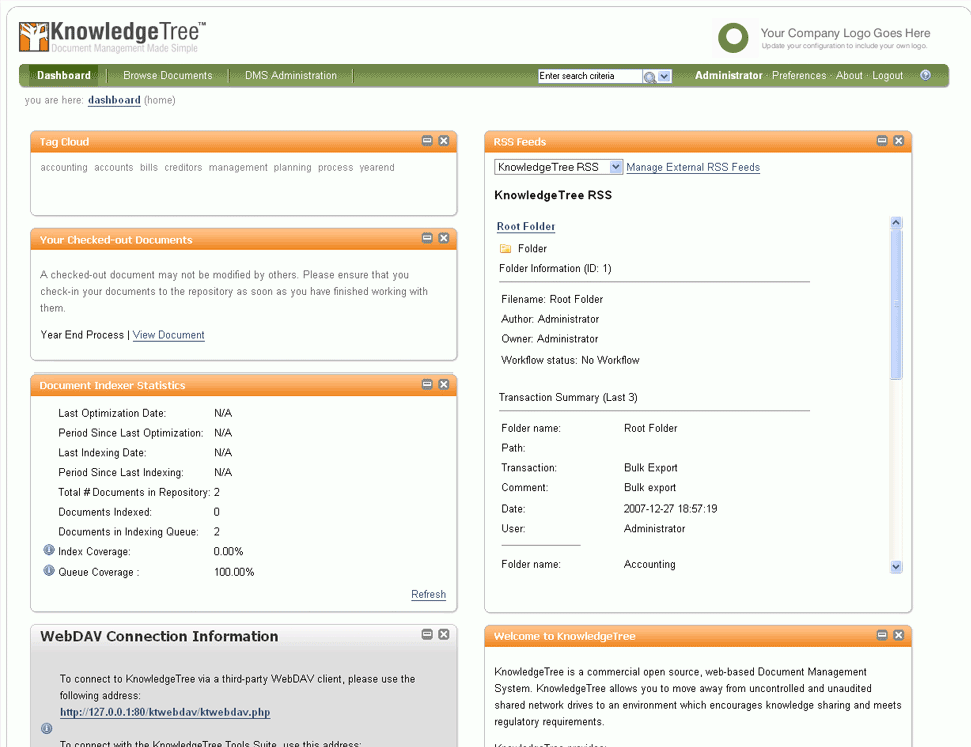 KnowledgeTree™
Document Management Made Simple
Your Company Logo Goes Here
Update your configuration to include your own logo.
Dashboard Browse Documents DMS Administration Enter search criteria Administrator · Preferences · About · Logout ?
you are here: dashboard (home)
Tag Cloud
accounting accounts bills creditors management planning process yearend
Your Checked-out Documents
A checked-out document may not be modified by others. Please ensure that you
check-in your documents to the repository as soon as you have finished working with
them.
Year End Process | View Document
Document Indexer Statistics
Last Optimization Date: N/A
Period Since Last Optimization: N/A
Last Indexing Date: N/A
Period Since Last Indexing: N/A
Total # Documents in Repository: 2
Documents Indexed: 0
Documents in Indexing Queue: 2
Index Coverage: 0.00%
Queue Coverage : 100.00%
Refresh
WebDAV Connection Information
To connect to KnowledgeTree via a third-party WebDAV client, please use the
following address:
http://127.0.0.1:80/ktwebdav/ktwebdav.php
To connect with the KnowledgeTree Tools Suite, use this address:
RSS Feeds
KnowledgeTree RSS Manage External RSS Feeds
KnowledgeTree RSS
Root Folder
Folder
Folder Information (ID: 1)
Filename: Root Folder
Author: Administrator
Owner: Administrator
Workflow status: No Workflow
Transaction Summary (Last 3)
Folder name: Root Folder
Path:
Transaction: Bulk Export
Comment: Bulk export
Date: 2007-12-27 18:57:19
User: Administrator
Folder name: Accounting
Welcome to KnowledgeTree
KnowledgeTree is a commercial open source, web-based Document Management
System. KnowledgeTree allows you to move away from uncontrolled and unaudited
shared network drives to an environment which encourages knowledge sharing and meets
regulatory requirements.
KnowledgeTree provides: